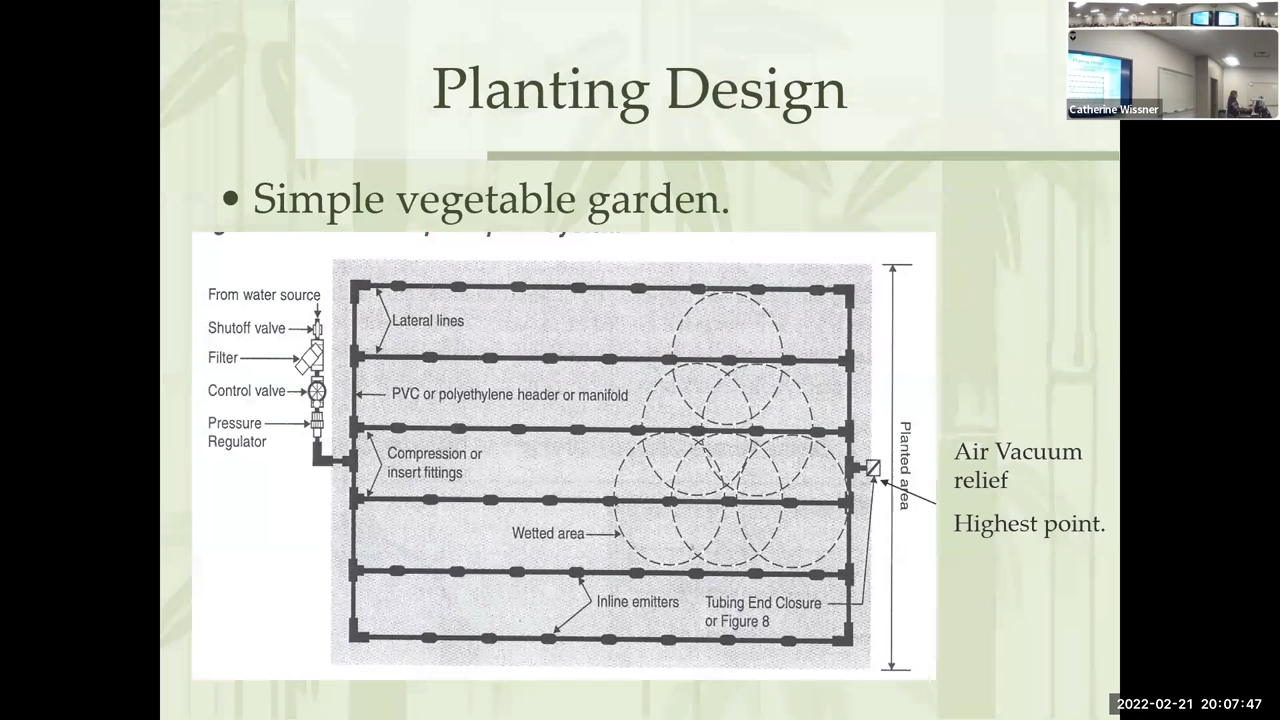 Planting Design
• Simple vegetable garden.
From water source
Shutoff valve
Filter
Control valve
Pressure
Regulator
Lateral lines
PVC or polyethylene header or manifold
Compression or
insert fittings
Wetted area
Inline emitters
Tubing End Closure
or Figure 8
Planted area
Air Vacuum
relief
Highest point.
Catherine Wissner
2022-02-21 20:07:47